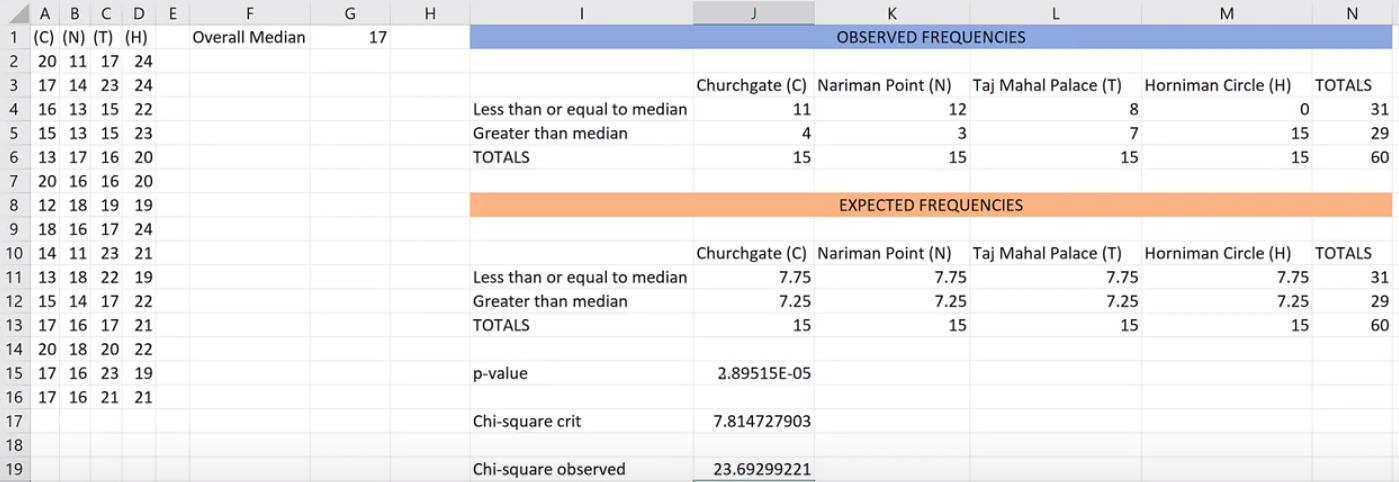 A B C D E F G H I J K L M N
1 (C) (N) (T) (H) Overall Median 17 OBSERVED FREQUENCIES
2 20 11 17 24
3 17 14 23 24 Churchgate (C) Nariman Point (N) Taj Mahal Palace (T) Horniman Circle (H) TOTALS
4 16 13 15 22 Less than or equal to median 11 12 8 0 31
5 15 13 15 23 Greater than median 4 3 7 15 29
6 13 17 16 20 TOTALS 15 15 15 15 60
7 20 16 16 20
8 12 18 19 19 EXPECTED FREQUENCIES
9 18 16 17 24
10 14 11 23 21 Churchgate (C) Nariman Point (N) Taj Mahal Palace (T) Horniman Circle (H) TOTALS
11 13 18 22 19 Less than or equal to median 7.75 7.75 7.75 7.75 31
12 15 14 17 22 Greater than median 7.25 7.25 7.25 7.25 29
13 17 16 17 21 TOTALS 15 15 15 15 60
14 20 18 20 22
15 17 16 23 19 p-value 2.89515E-05
16 17 16 21 21
17 Chi-square crit 7.814727903
18
19 Chi-square observed 23.69299221